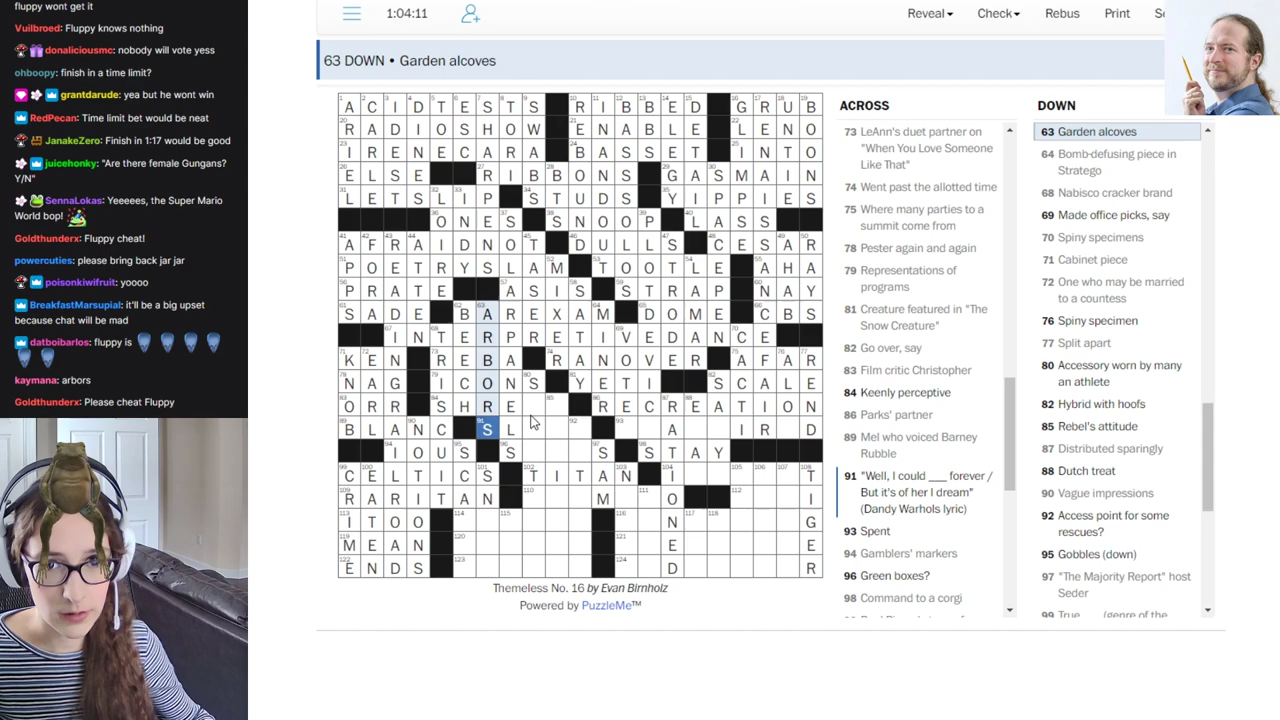 fluppy wont get it
Vuilbroed: Fluppy knows nothing
donaliciousmc: nobody will vote yess
ohboopy: finish in a time limit?
grantdarude: yea but he wont win
RedPecan: Time limit bet would be neat
JanakeZero: Finish in 1:17 would be good
juicehonky: "Are there female Gungans?
Y/N"
SennaLokas: Yeeeees, the Super Mario
World bop!
Goldthunderx: Fluppy cheat!
powercuties: please bring back jar jar
poisonkiwifruit: yoooo
BreakfastMarsupial: it'll be a big upset
because chat will be mad
datboibarlos: fluppy is
kaymana: arbors
Goldthunderx: Please cheat Fluppy
1:04:11
Reveal Check Rebus Print Se
63 DOWN • Garden alcoves
A C I D T E S T S R I B B E D G R U B
R A D I O S H O W E N A B L E L E N O
I R E N E C A R A B A S S E T I N T O
E L S E R I B B O N S G A S M A I N
L E T S L I P S T U D S Y I P P I E S
O N E S S N O O P L A S S
A F R A I D N O T D U L L S C E S A R
P O E T R Y S L A M T O O T L E A H A
P R A T E A S I S S T R A P N A Y
S A D E B A R E X A M D O M E C B S
I N T E R P R E T I V E D A N C E
K E N R E B A R A N O V E R A F A R
N A G I C O N S Y E T I S C A L E
O R R S H R E R E C R E A T I O N
B L A N C S L A I R D
I O U S S S S T A Y
C E L T I C S T I T A N I T
R A R I T A N M O I
I T O O A N G
M E A N E E
E N D S D R
Themeless No. 16 by Evan Birnholz
Powered by PuzzleMe™
ACROSS
73 LeAnn's duet partner on
"When You Love Someone
Like That"
74 Went past the allotted time
75 Where many parties to a
summit come from
78 Pester again and again
79 Representations of
programs
81 Creature featured in "The
Snow Creature"
82 Go over, say
83 Film critic Christopher
84 Keenly perceptive
86 Parks' partner
89 Mel who voiced Barney
Rubble
91 "Well, I could ___ forever /
But it's of her I dream"
(Dandy Warhols lyric)
93 Spent
94 Gamblers' markers
96 Green boxes?
98 Command to a corgi
DOWN
63 Garden alcoves
64 Bomb-defusing piece in
Stratego
68 Nabisco cracker brand
69 Made office picks, say
70 Spiny specimens
71 Cabinet piece
72 One who may be married
to a countess
76 Spiny specimen
77 Split apart
80 Accessory worn by many
an athlete
82 Hybrid with hoofs
85 Rebel's attitude
87 Distributed sparingly
88 Dutch treat
90 Vague impressions
92 Access point for some
rescues?
95 Gobbles (down)
97 "The Majority Report" host
Seder
99 True ___ (genre of the